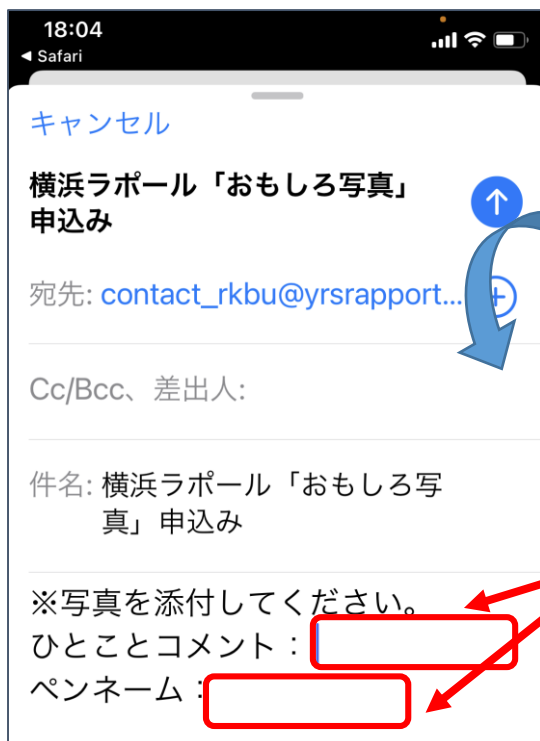 18:04
◀ Safari
キャンセル
横浜ラポール「おもしろ写真」
申込み
宛先: contact_rkbu@yrsrapport...
Cc/Bcc、差出人:
件名: 横浜ラポール「おもしろ写
真」申込み
※写真を添付してください。
ひとことコメント：
ペンネーム：